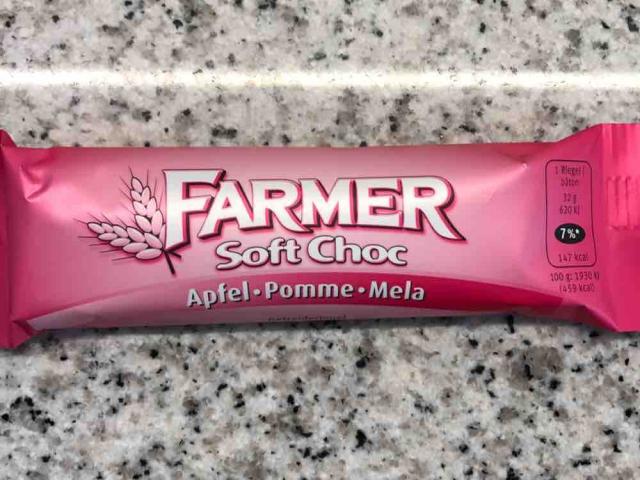 FARMER
Soft Choc
Apfel • Pomme • Mela
1 Riegel /
bâton
32 g
620 kJ
7%*
147 kcal
100 g: 1930 kJ
(459 kcal)